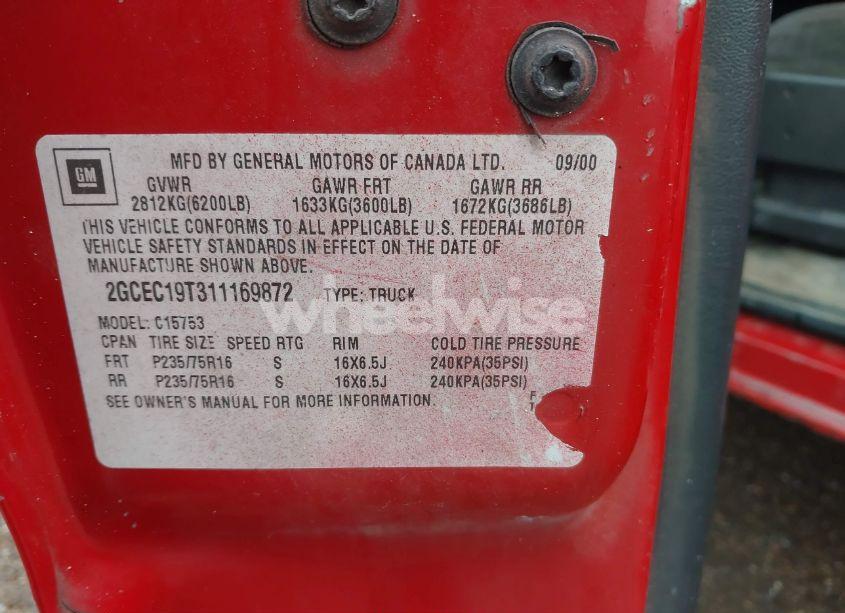 GM
MFD BY GENERAL MOTORS OF CANADA LTD. 09/00
GVWR GAWR FRT GAWR RR
2812KG(6200LB) 1633KG(3600LB) 1672KG(3686LB)
THIS VEHICLE CONFORMS TO ALL APPLICABLE U.S. FEDERAL MOTOR
VEHICLE SAFETY STANDARDS IN EFFECT ON THE DATE OF
MANUFACTURE SHOWN ABOVE.
2GCEC19T311169872 TYPE: TRUCK
wheelwise
MODEL: C15753
CPAN TIRE SIZE SPEED RTG RIM COLD TIRE PRESSURE
FRT P235/75R16 S 16X6.5J 240KPA(35PSI)
RR P235/75R16 S 16X6.5J 240KPA(35PSI)
SEE OWNER'S MANUAL FOR MORE INFORMATION.